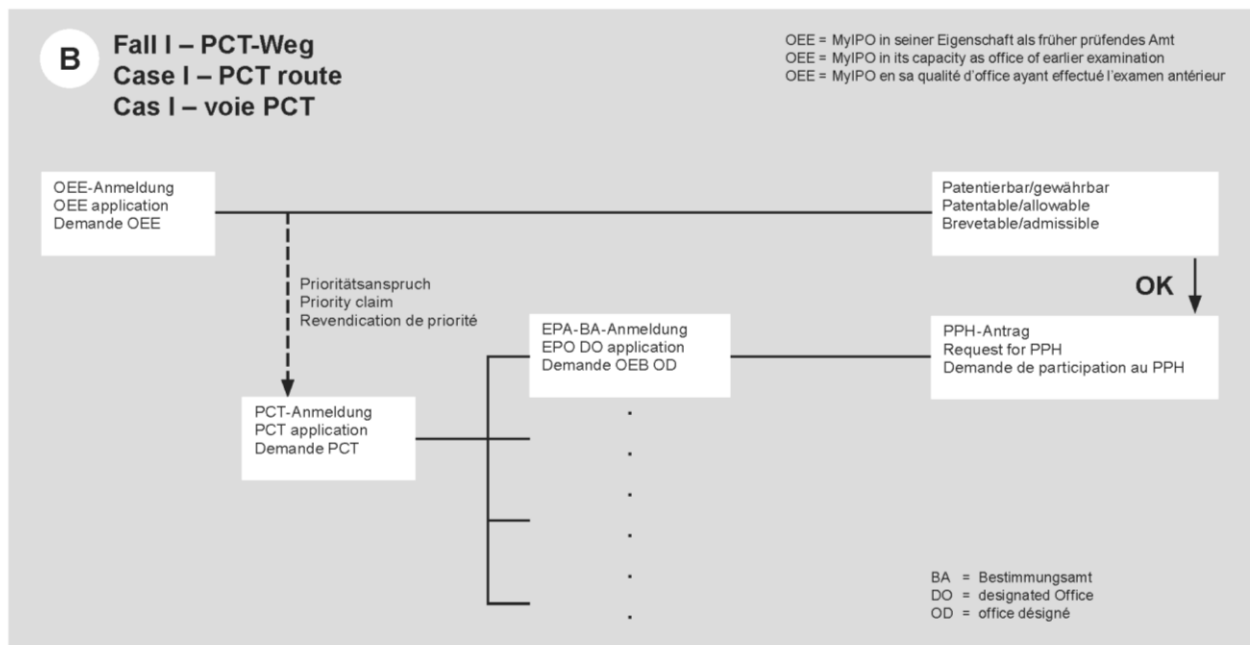 B
Fall I – PCT-Weg
Case I – PCT route
Cas I – voie PCT
OEE = MyIPO in seiner Eigenschaft als früher prüfendes Amt
OEE = MyIPO in its capacity as office of earlier examination
OEE = MyIPO en sa qualité d'office ayant effectué l'examen antérieur
OEE-Anmeldung
OEE application
Demande OEE
Patentierbar/gewährbar
Patentable/allowable
Brevetable/admissible
Prioritätsanspruch
Priority claim
Revendication de priorité
OK
EPA-BA-Anmeldung
EPO DO application
Demande OEB OD
PPH-Antrag
Request for PPH
Demande de participation au PPH
PCT-Anmeldung
PCT application
Demande PCT
BA = Bestimmungsamt
DO = designated Office
OD = office désigné